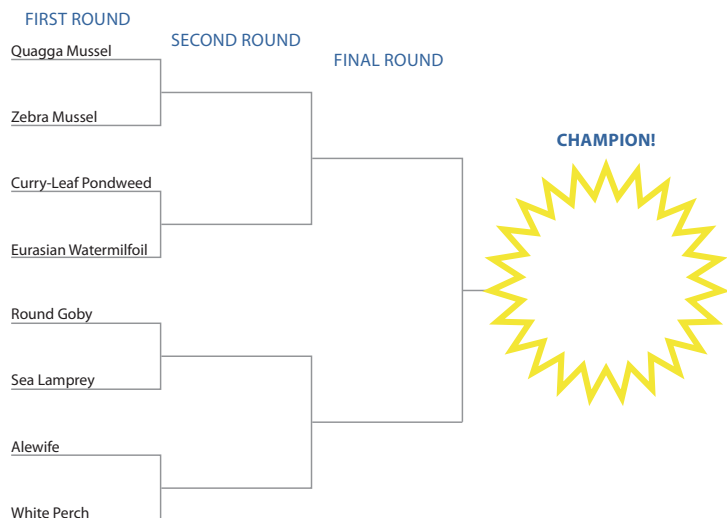 FIRST ROUND
SECOND ROUND
FINAL ROUND
Quagga Mussel
Zebra Mussel
CHAMPION!
Curry-Leaf Pondweed
Eurasian Watermilfoil
Round Goby
Sea Lamprey
Alewife
White Perch